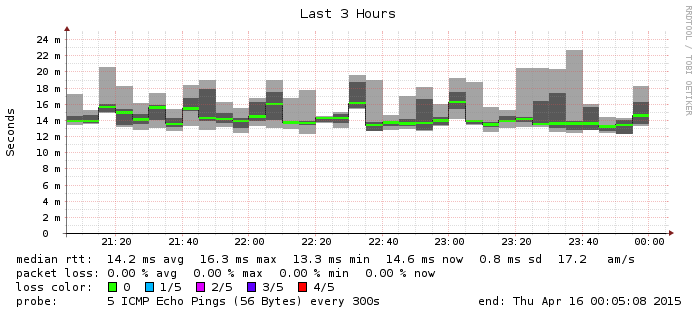 Last 3 Hours
RRDTOOL / TOBI OETIKER
Seconds
24 m
22 m
20 m
18 m
16 m
14 m
12 m
10 m
8 m
6 m
4 m
2 m
0
21:20 21:40 22:00 22:20 22:40 23:00 23:20 23:40 00:00
median rtt: 14.2 ms avg 16.3 ms max 13.3 ms min 14.6 ms now 0.8 ms sd 17.2 am/s
packet loss: 0.00 % avg 0.00 % max 0.00 % min 0.00 % now
loss color: 0 1/5 2/5 3/5 4/5
probe: 5 ICMP Echo Pings (56 Bytes) every 300s end: Thu Apr 16 00:05:08 2015